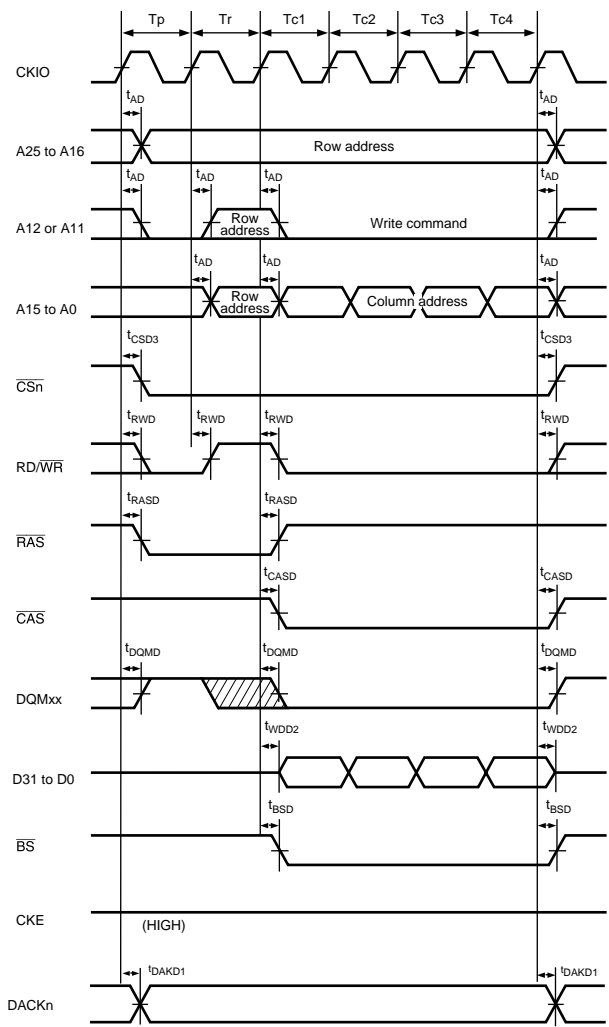 Tp Tr Tc1 Tc2 Tc3 Tc4
CKIO
tAD tAD
A25 to A16 Row address
tAD tAD tAD tAD
A12 or A11 Row address Write command
tAD tAD tAD
A15 to A0 Row address Column address
tCSD3 tCSD3
CSn
tRWD tRWD tRWD tRWD
RD/WR
tRASD tRASD
RAS
tCASD tCASD
CAS
tDQMD tDQMD tDQMD
DQMxx
tWDD2 tWDD2
D31 to D0
tBSD tBSD
BS
CKE
(HIGH)
tDAKD1 tDAKD1
DACKn